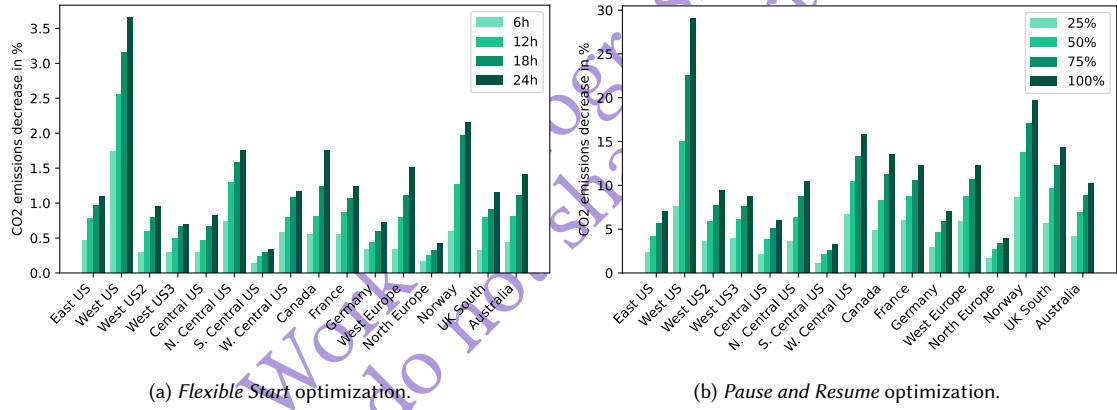 CO2 emissions decrease in %
3.5
3.0
2.5
2.0
1.5
1.0
0.5
0.0
6h
12h
18h
24h
East US
West US
West US2
West US3
Central US
N. Central US
S. Central US
W. Central US
Canada
France
Germany
West Europe
North Europe
Norway
UK South
Australia
(a) Flexible Start optimization.
CO2 emissions decrease in %
30
25
20
15
10
5
0
25%
50%
75%
100%
East US
West US
West US2
West US3
Central US
N. Central US
S. Central US
W. Central US
Canada
France
Germany
West Europe
North Europe
Norway
UK South
Australia
(b) Pause and Resume optimization.
Work
do not